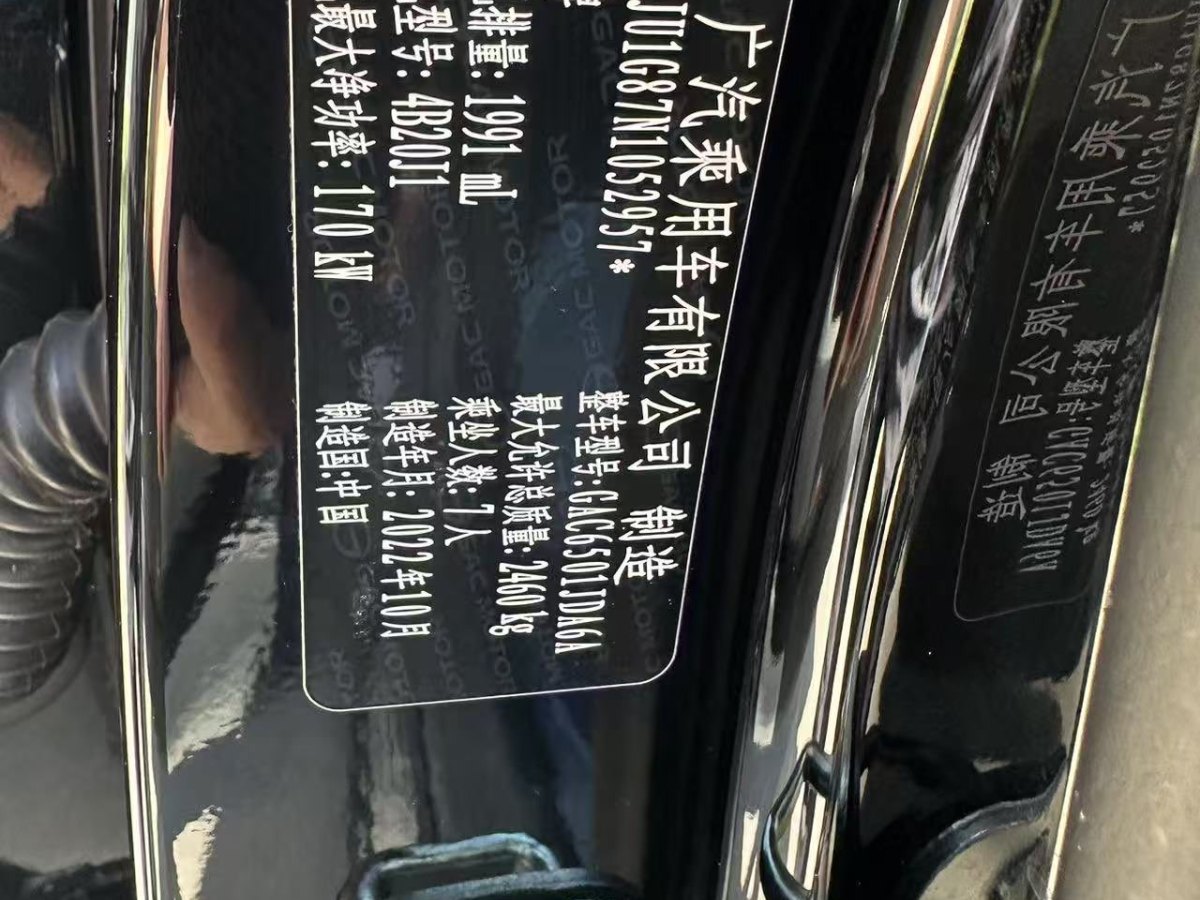 广汽乘用车有限公司 制造
JU1G87N1052957*
整车型号:GAC6501JDA6A
排量:1991 mL
最大允许总质量:2460 kg
型号:4B20J1
乘坐人数:7人
最大净功率:170 kW
制造年月:2022年10月
制造国:中国